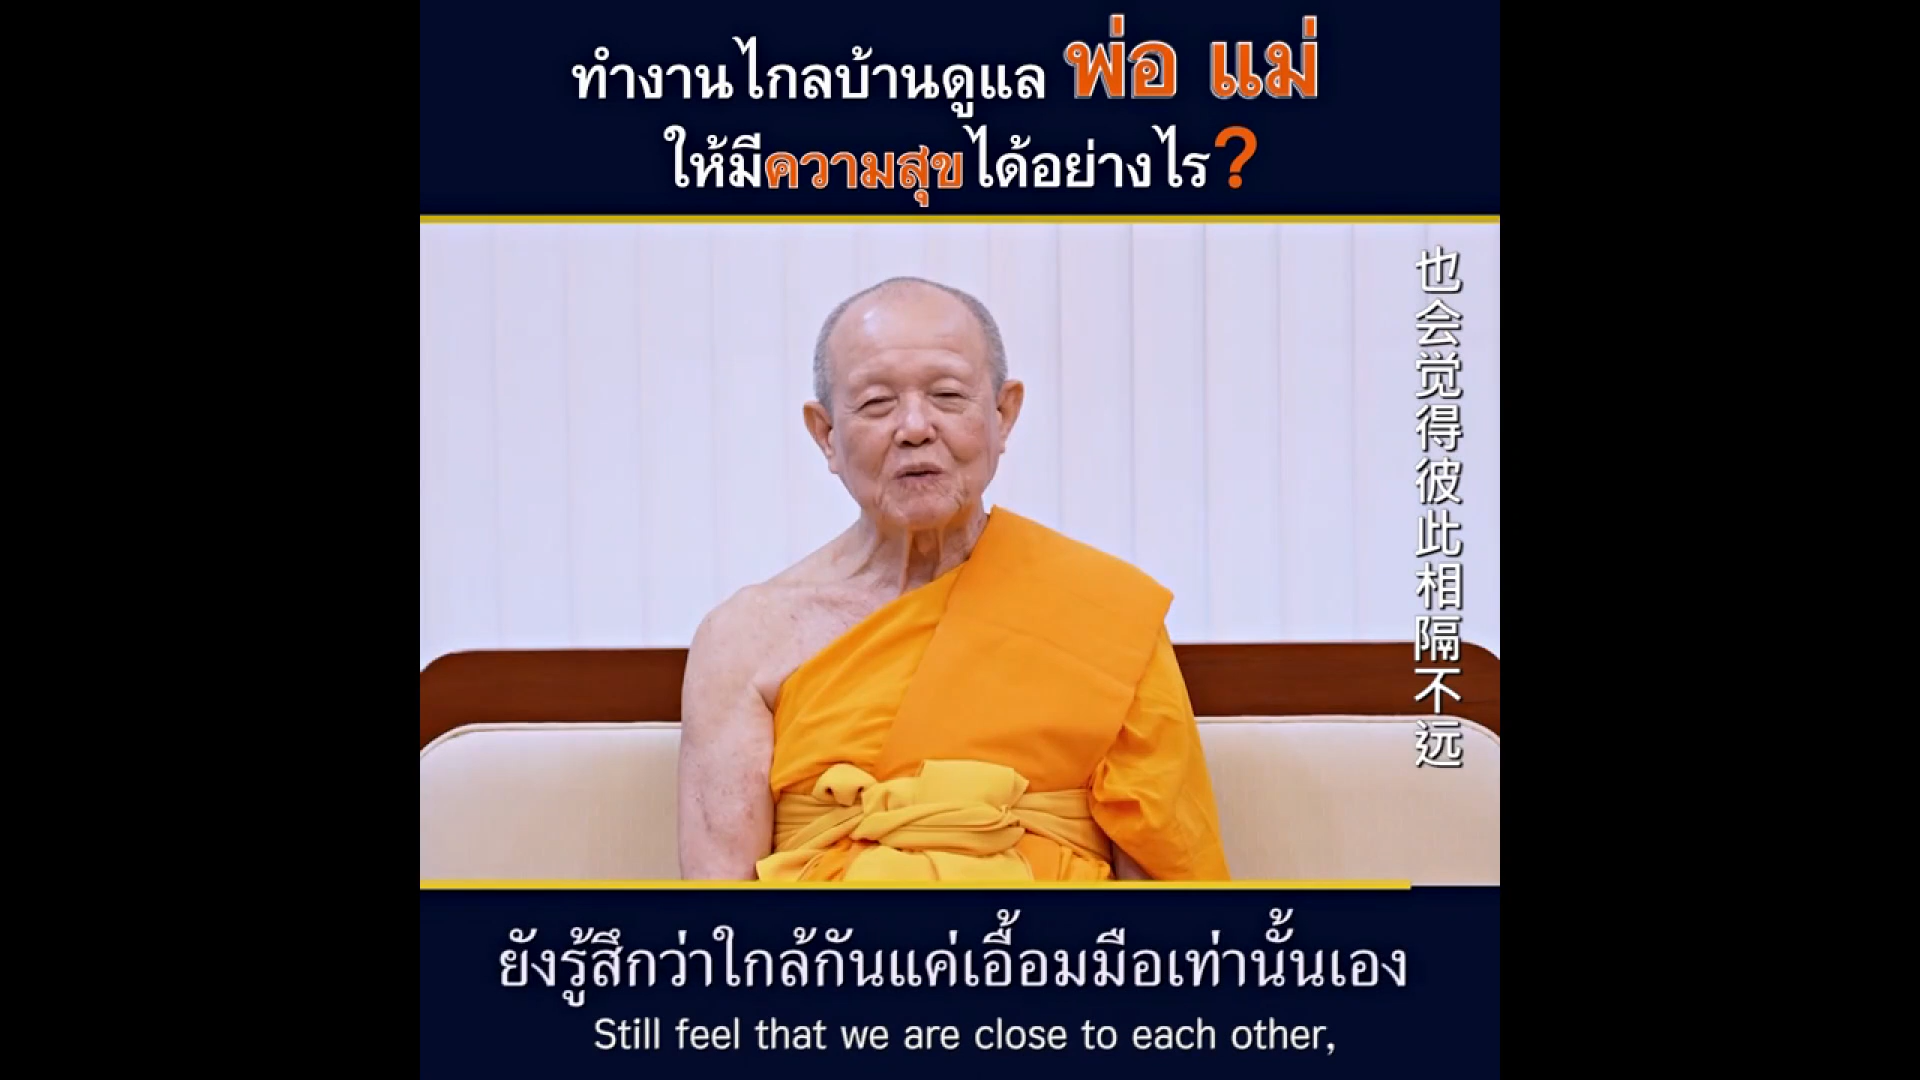 ทำงานไกลบ้านดูแล พ่อ แม่
ให้มีความสุขได้อย่างไร?
也会觉得彼此相隔不远
ยังรู้สึกว่าใกล้กันแค่เอื้อมมือเท่านั้นเอง
Still feel that we are close to each other,